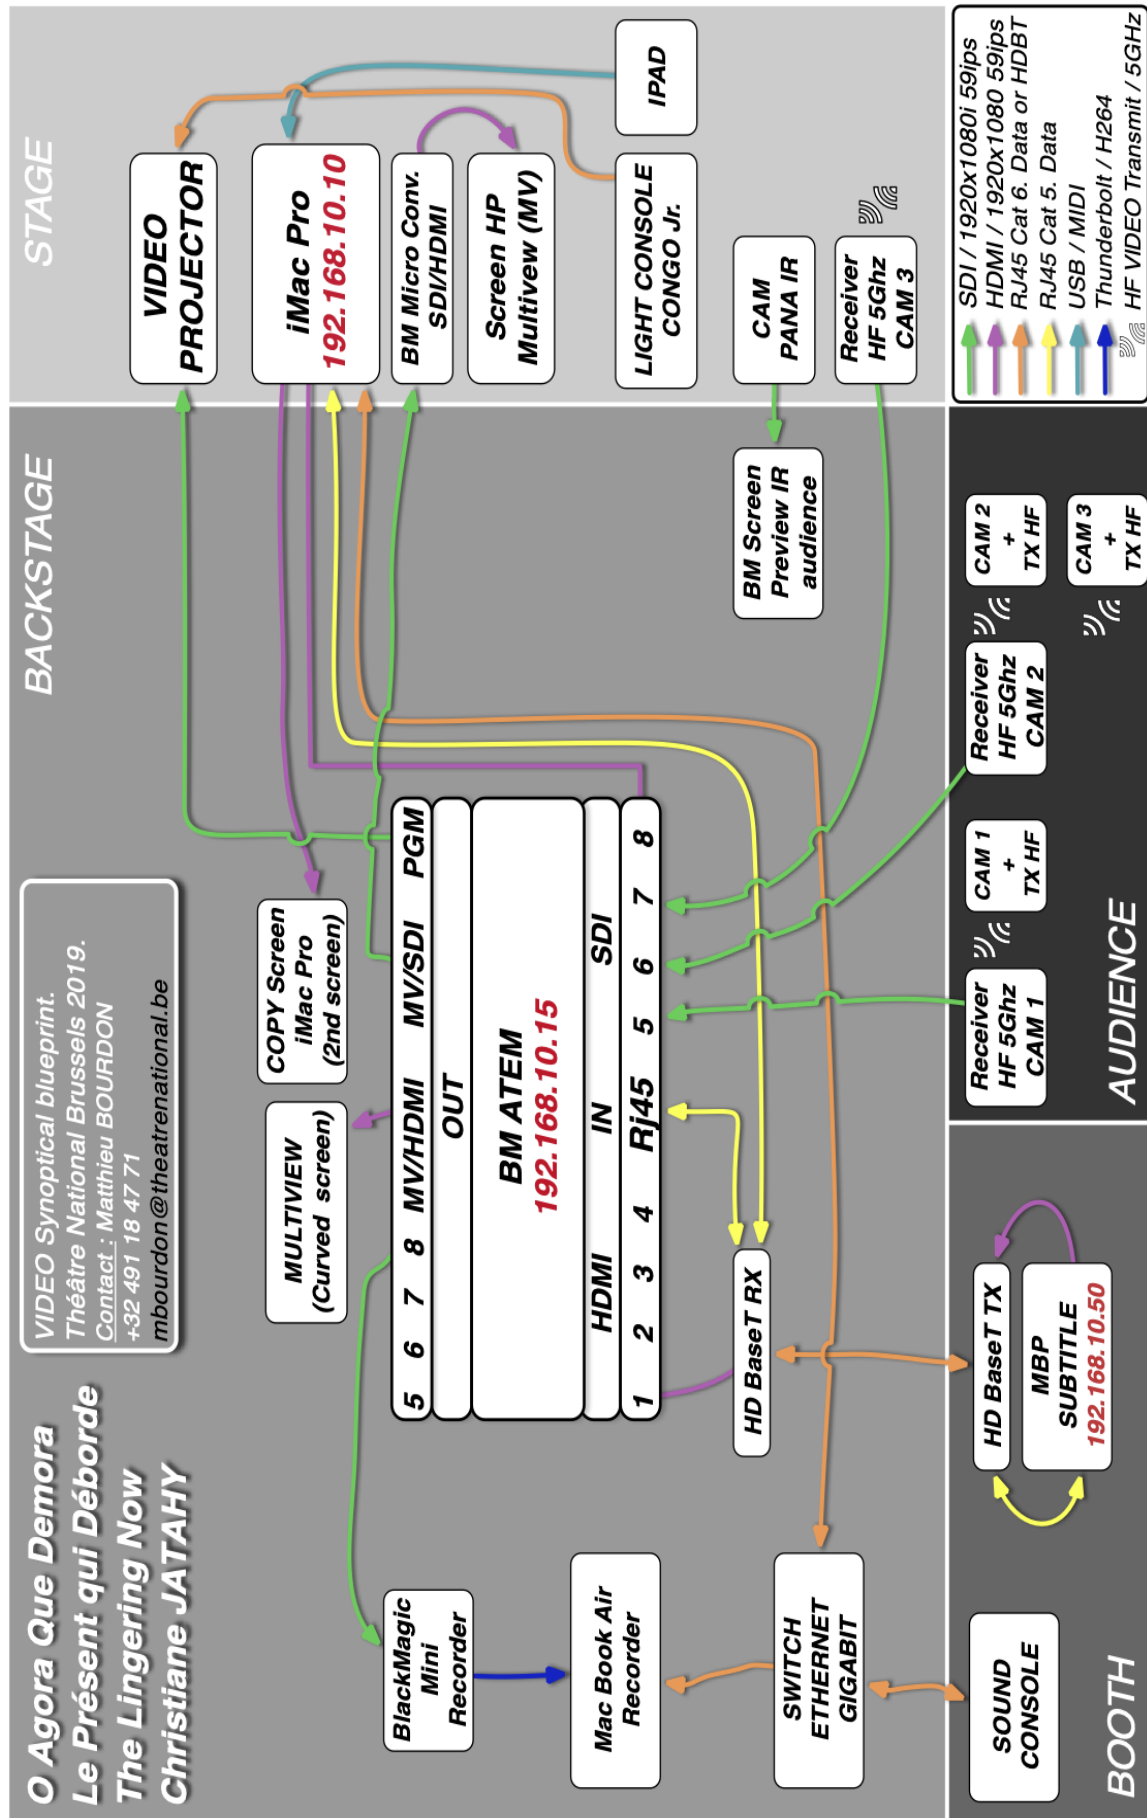 O Agora Que Demora
Le Présent qui Déborde
The Lingering Now
Christiane JATAHY
VIDEO Synoptical blueprint.
Théâtre National Brussels 2019.
Contact : Matthieu BOURDON
+32 491 18 47 71
mbourdon@theatrenational.be
BACKSTAGE
STAGE
VIDEO
PROJECTOR
iMac Pro
192.168.10.10
BM Micro Conv.
SDI/HDMI
Screen HP
Multiview (MV)
LIGHT CONSOLE
CONGO Jr.
IPAD
CAM
PANA IR
Receiver
HF 5Ghz
CAM 3
COPY Screen
iMac Pro
(2nd screen)
MULTIVIEW
(Curved screen)
5 6 7 8 MV/HDMI MV/SDI PGM
OUT
BM ATEM
192.168.10.15
HDMI IN SDI
1 2 3 4 Rj45 5 6 7 8
BM Screen
Preview IR
audience
HD BaseT RX
BlackMagic
Mini
Recorder
Mac Book Air
Recorder
SWITCH
ETHERNET
GIGABIT
SOUND
CONSOLE
HD BaseT TX
MBP
SUBTITLE
192.168.10.50
BOOTH
Receiver
HF 5Ghz
CAM 1
CAM 1
+
TX HF
Receiver
HF 5Ghz
CAM 2
CAM 2
+
TX HF
CAM 3
+
TX HF
AUDIENCE
SDI / 1920x1080i 59ips
HDMI / 1920x1080 59ips
RJ45 Cat 6. Data or HDBT
RJ45 Cat 5. Data
USB / MIDI
Thunderbolt / H264
HF VIDEO Transmit / 5GHz